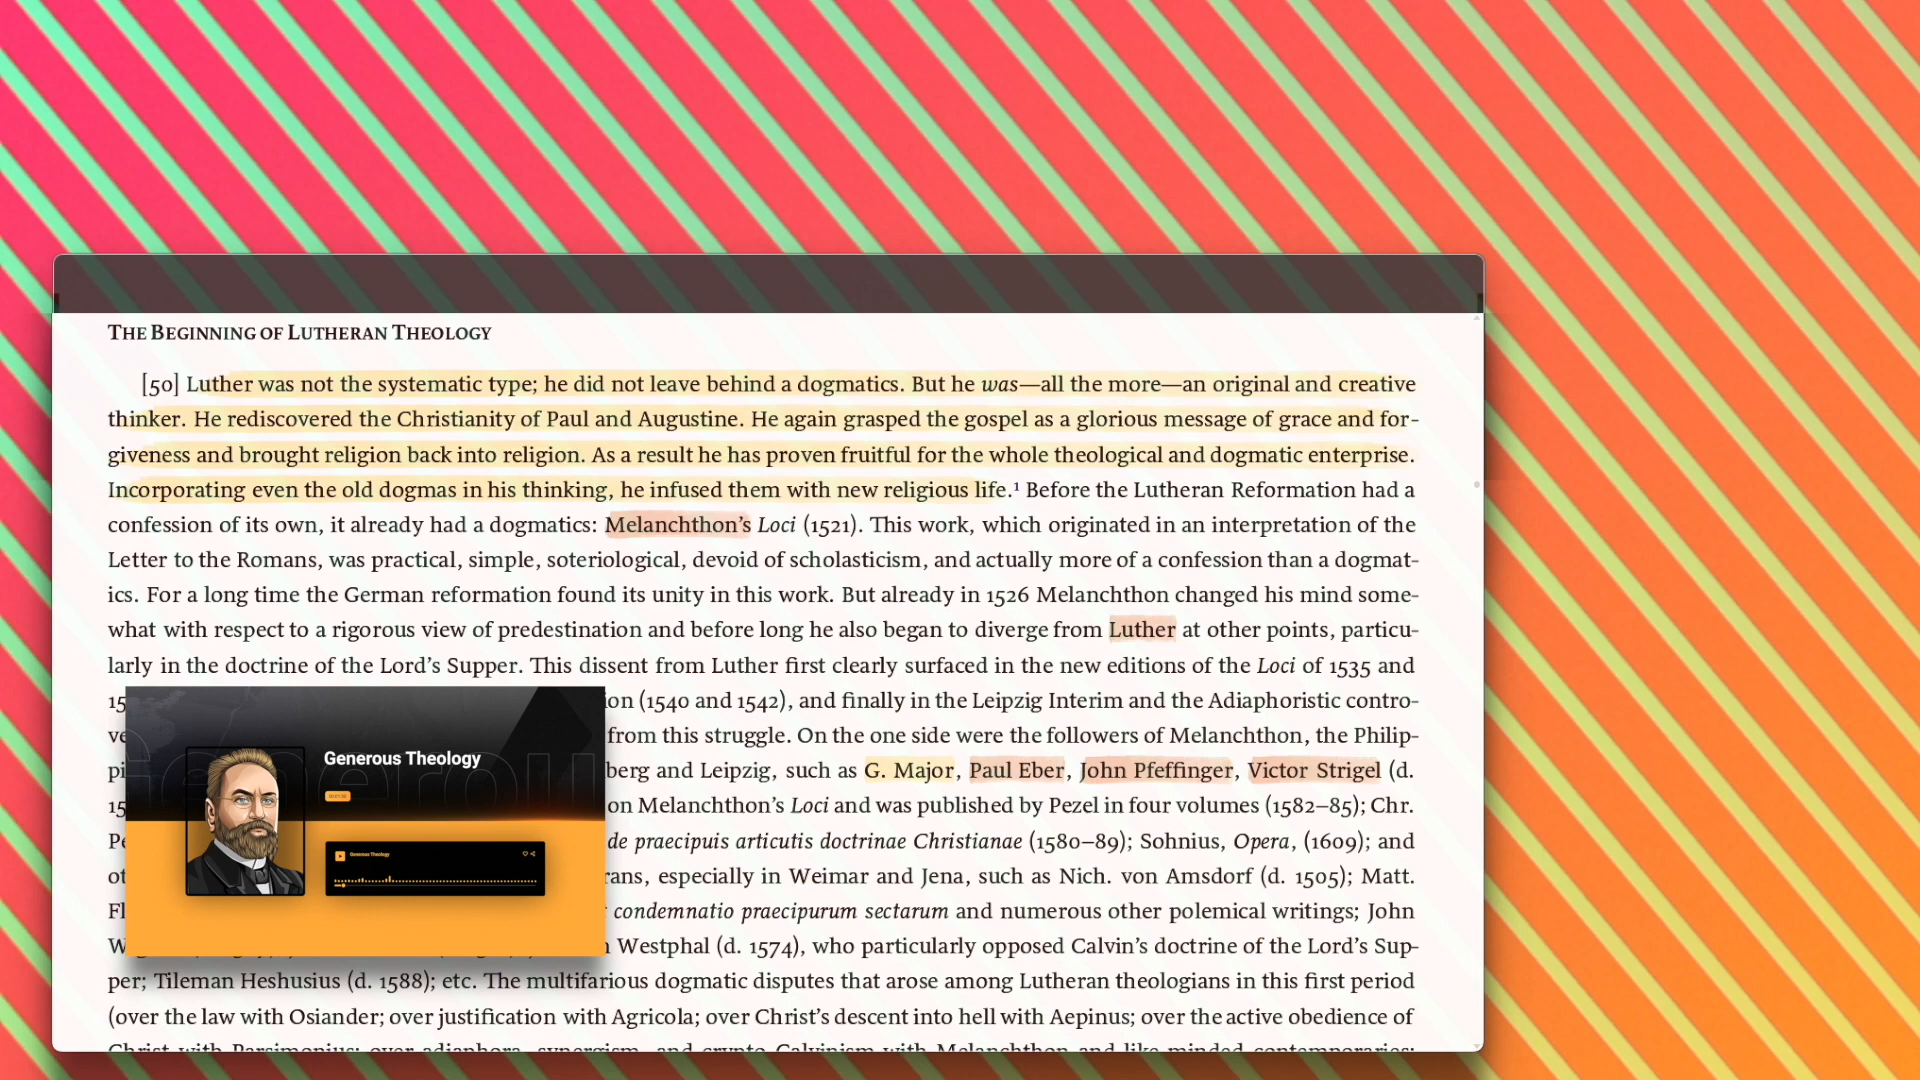 The Beginning of Lutheran Theology
[50] Luther was not the systematic type; he did not leave behind a dogmatics. But he was—all the more—an original and creative
thinker. He rediscovered the Christianity of Paul and Augustine. He again grasped the gospel as a glorious message of grace and for-
giveness and brought religion back into religion. As a result he has proven fruitful for the whole theological and dogmatic enterprise.
Incorporating even the old dogmas in his thinking, he infused them with new religious life.¹ Before the Lutheran Reformation had a
confession of its own, it already had a dogmatics: Melanchthon’s Loci (1521). This work, which originated in an interpretation of the
Letter to the Romans, was practical, simple, soteriological, devoid of scholasticism, and actually more of a confession than a dogmat-
ics. For a long time the German reformation found its unity in this work. But already in 1526 Melanchthon changed his mind some-
what with respect to a rigorous view of predestination and before long he also began to diverge from Luther at other points, particu-
larly in the doctrine of the Lord’s Supper. This dissent from Luther first clearly surfaced in the new editions of the Loci of 1535 and
(1540 and 1542), and finally in the Leipzig Interim and the Adiaphoristic contro-
from this struggle. On the one side were the followers of Melanchthon, the Philip-
and Leipzig, such as G. Major, Paul Eber, John Pfeffinger, Victor Strigel (d.
on Melanchthon’s Loci and was published by Pezel in four volumes (1582–85); Chr.
de praecipuis articutis doctrinae Christianae (1580–89); Sohnius, Opera, (1609); and
especially in Weimar and Jena, such as Nich. von Amsdorf (d. 1505); Matt.
condemnatio praecipurum sectarum and numerous other polemical writings; John
Westphal (d. 1574), who particularly opposed Calvin’s doctrine of the Lord’s Sup-
per; Tileman Heshusius (d. 1588); etc. The multifarious dogmatic disputes that arose among Lutheran theologians in this first period
(over the law with Osiander; over justification with Agricola; over Christ’s descent into hell with Aepinus; over the active obedience of
Christ with Parsimonius; over adiaphora, synergism, and crypto-Calvinism with Melanchthon and like-minded contemporaries;
Generous Theology
Generous Theology